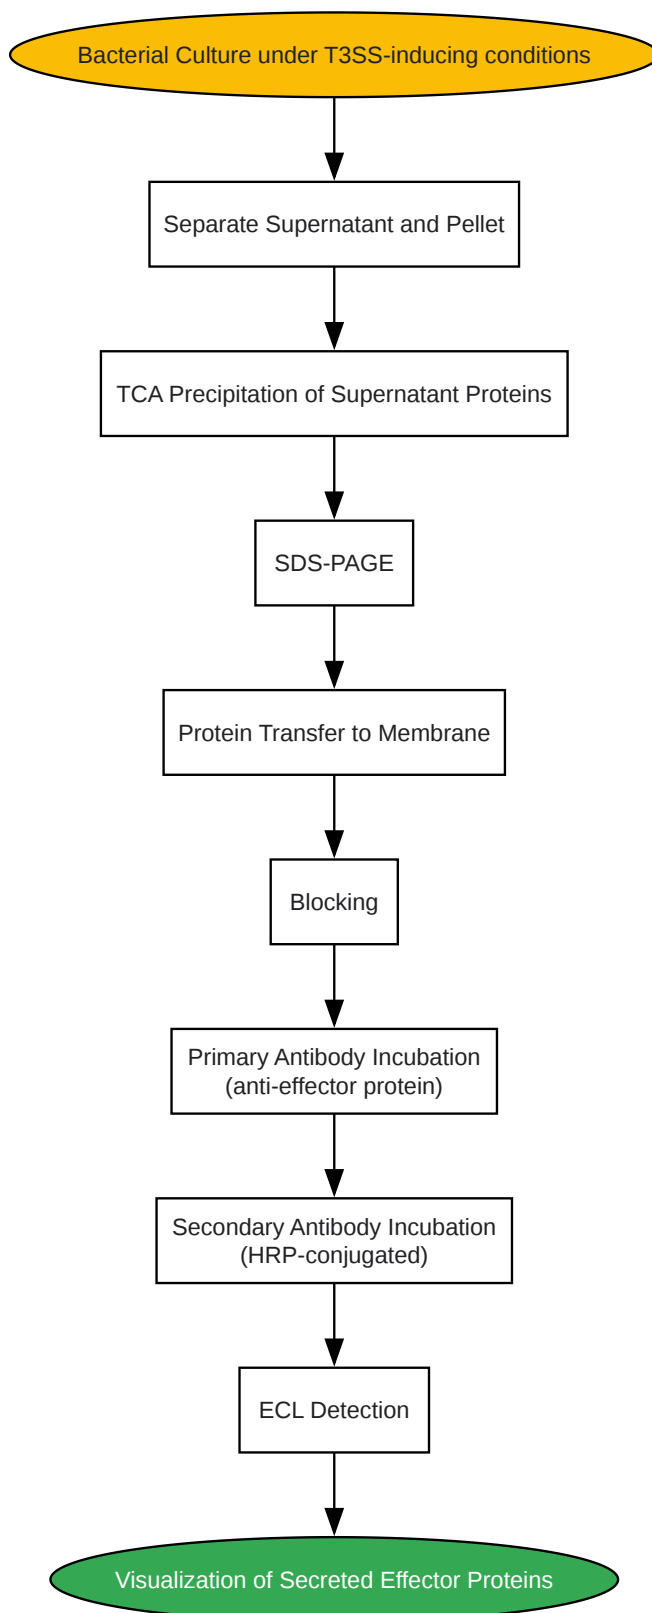 Bacterial Culture under T3SS-inducing conditions
Separate Supernatant and Pellet
TCA Precipitation of Supernatant Proteins
SDS-PAGE
Protein Transfer to Membrane
Blocking
Primary Antibody Incubation
(anti-effector protein)
Secondary Antibody Incubation
(HRP-conjugated)
ECL Detection
Visualization of Secreted Effector Proteins